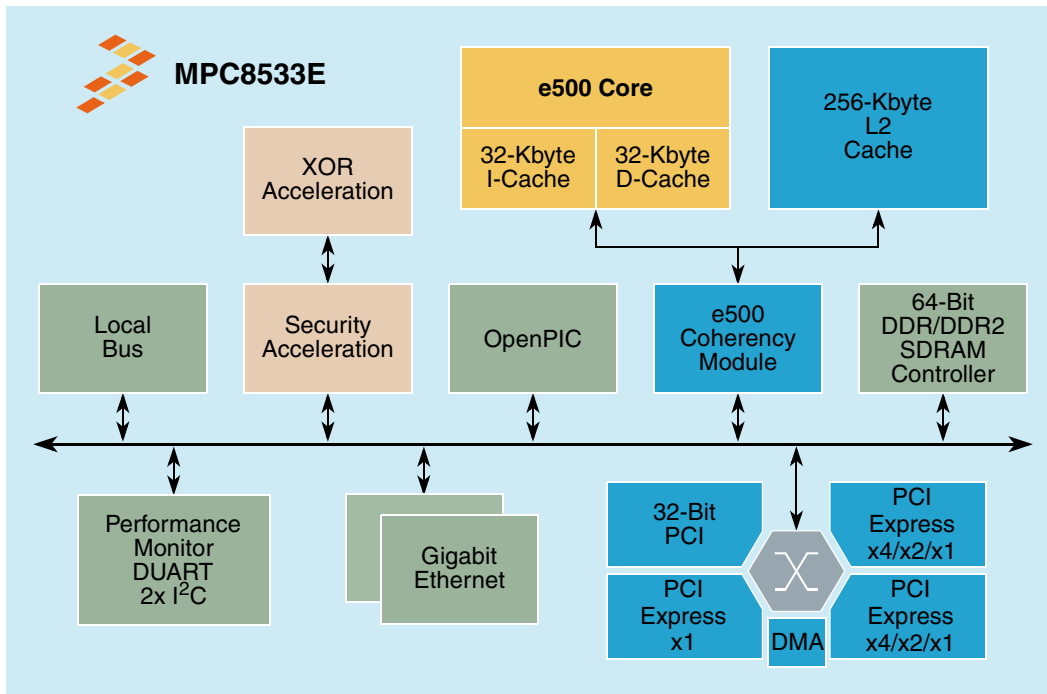 MPC8533E
e500 Core
32-Kbyte
I-Cache
32-Kbyte
D-Cache
256-Kbyte
L2
Cache
XOR
Acceleration
Local
Bus
Security
Acceleration
OpenPIC
e500
Coherency
Module
64-Bit
DDR/DDR2
SDRAM
Controller
Performance
Monitor
DUART
2x I²C
Gigabit
Ethernet
32-Bit
PCI
PCI
Express
x4/x2/x1
PCI
Express
x1
DMA
PCI
Express
x4/x2/x1